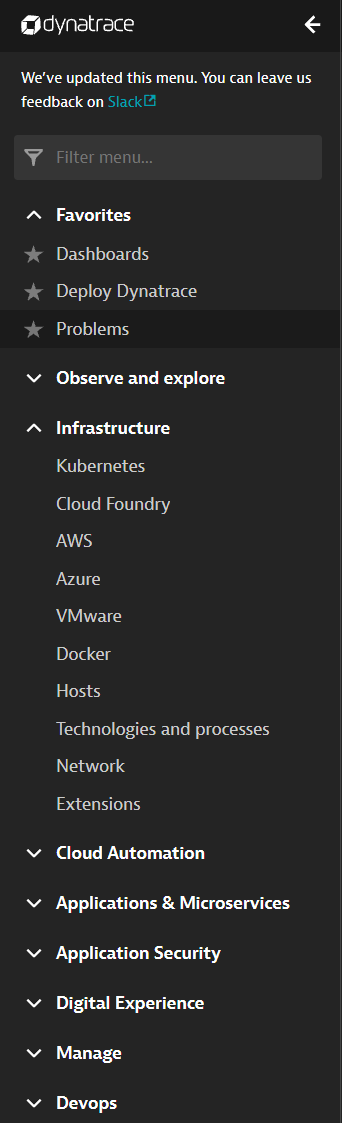 dynatrace
We've updated this menu. You can leave us
feedback on Slack
Filter menu...
Favorites
Dashboards
Deploy Dynatrace
Problems
Observe and explore
Infrastructure
Kubernetes
Cloud Foundry
AWS
Azure
VMware
Docker
Hosts
Technologies and processes
Network
Extensions
Cloud Automation
Applications & Microservices
Application Security
Digital Experience
Manage
Devops